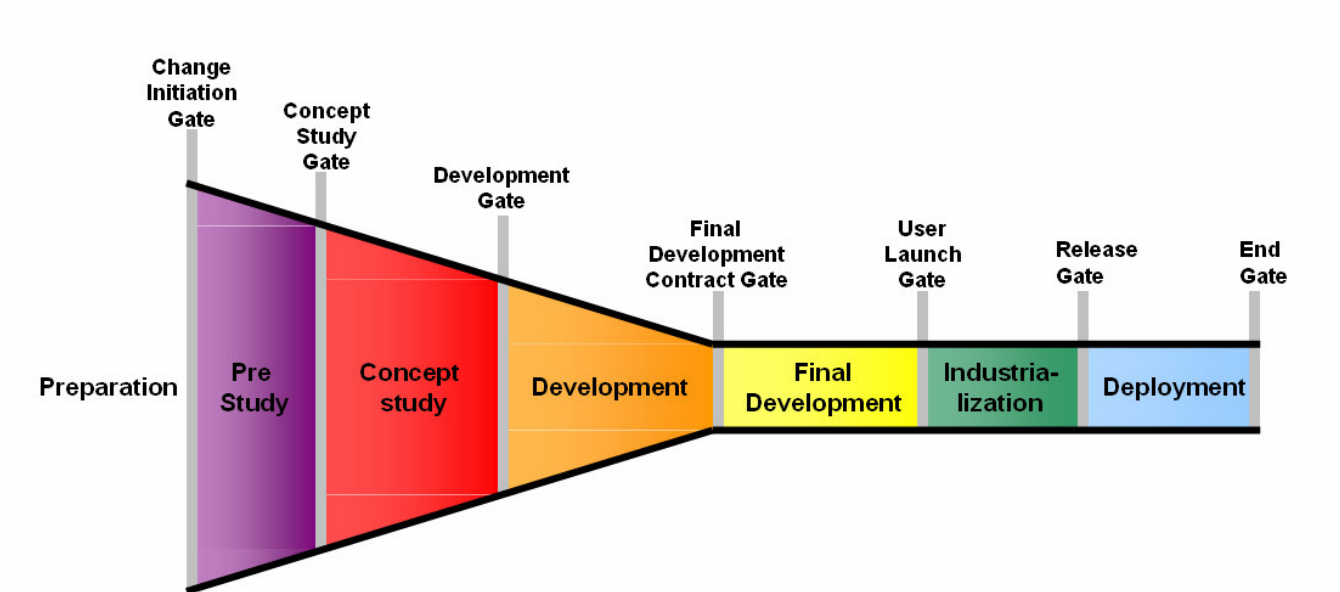 Change
Initiation
Gate
Concept
Study
Gate
Development
Gate
Final
Development
Contract Gate
User
Launch
Gate
Release
Gate
End
Gate
Preparation
Pre
Study
Concept
study
Development
Final
Development
Industria-
lization
Deployment